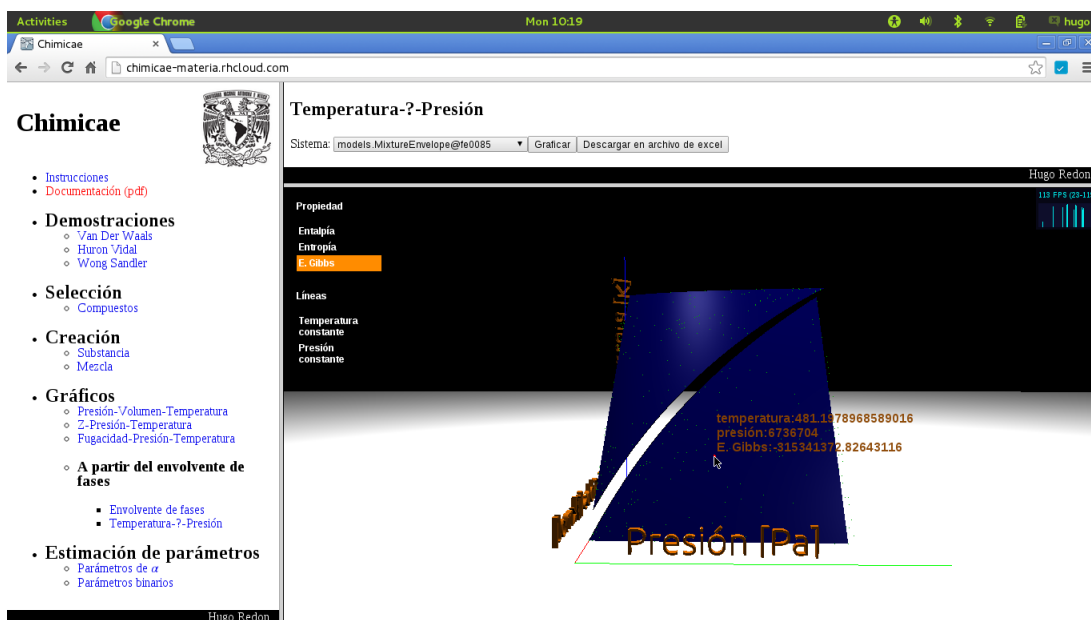 Activities
Google Chrome
Mon 10:19
hugo
Chimicae
chimicae-materia.rhcloud.com
Chimicae
Instrucciones
Documentación (pdf)
Demostraciones
Van Der Waals
Huron Vidal
Wong Sandler
Selección
Compuestos
Creación
Substancia
Mezcla
Gráficos
Presión-Volumen-Temperatura
Z-Presión-Temperatura
Fugacidad-Presión-Temperatura
A partir del envolvente de
fases
Envolvente de fases
Temperatura-?-Presión
Estimación de parámetros
Parámetros de α
Parámetros binarios
Hugo Redon
Temperatura-?-Presión
Sistema: models.MixtureEnvelope@fe0085 Graficar Descargar en archivo de excel
Hugo Redon
Propiedad
Entalpía
Entropía
E. Gibbs
Líneas
Temperatura
constante
Presión
constante
[K]
temperatura:481.1978968589016
presión:6736704
E. Gibbs:-315341372.82643116
Presión [Pa]